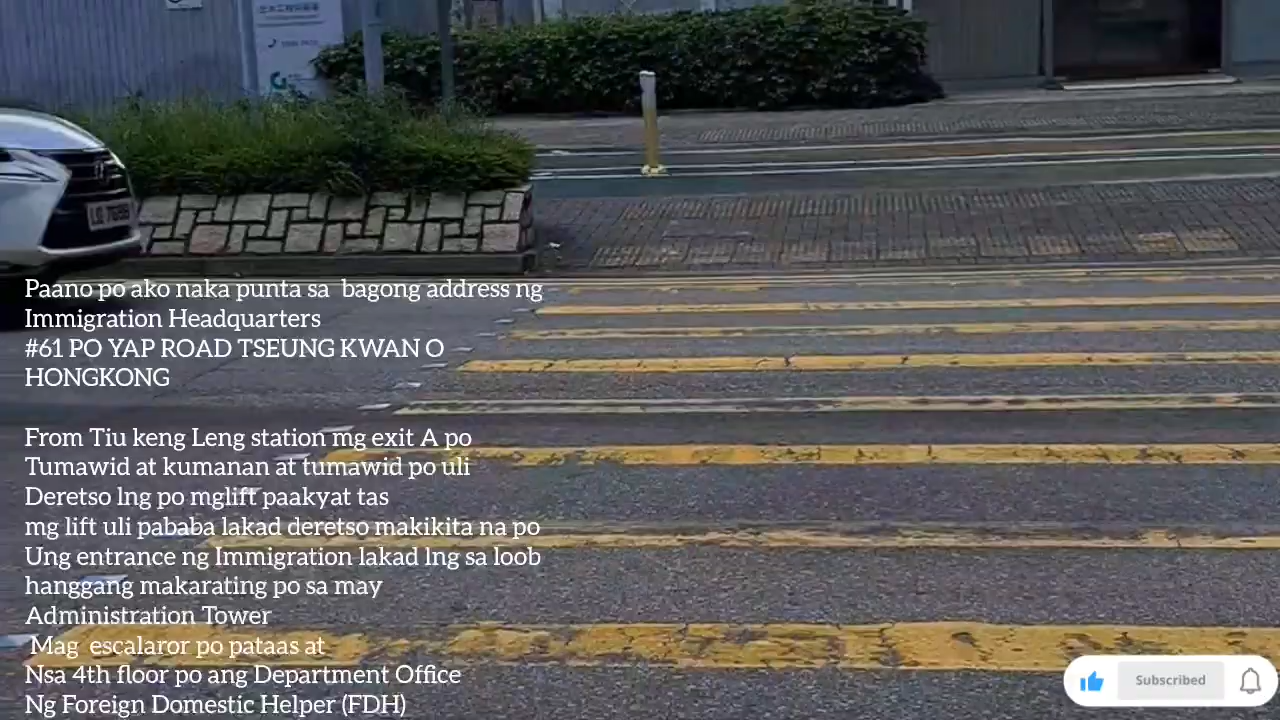 Paano po ako naka punta sa bagong address ng
Immigration Headquarters
#61 PO YAP ROAD TSEUNG KWAN O
HONGKONG
From Tiu keng Leng station mg exit A po
Tumawid at kumanan at tumawid po uli
Deretso lng po mglift paakyat tas
mg lift uli pababa lakad deretso makikita na po
Ung entrance ng Immigration lakad lng sa loob
hanggang makarating po sa may
Administration Tower
Mag escalaror po pataas at
Nsa 4th floor po ang Department Office
Ng Foreign Domestic Helper (FDH)
Subscribed